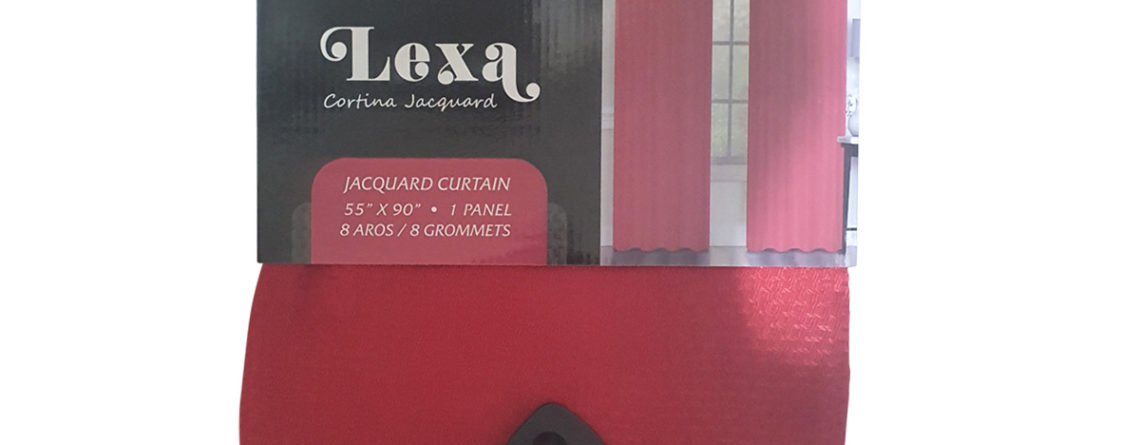 Lexa
Cortina Jacquard
JACQUARD CURTAIN
55" X 90" • 1 PANEL
8 AROS / 8 GROMMETS